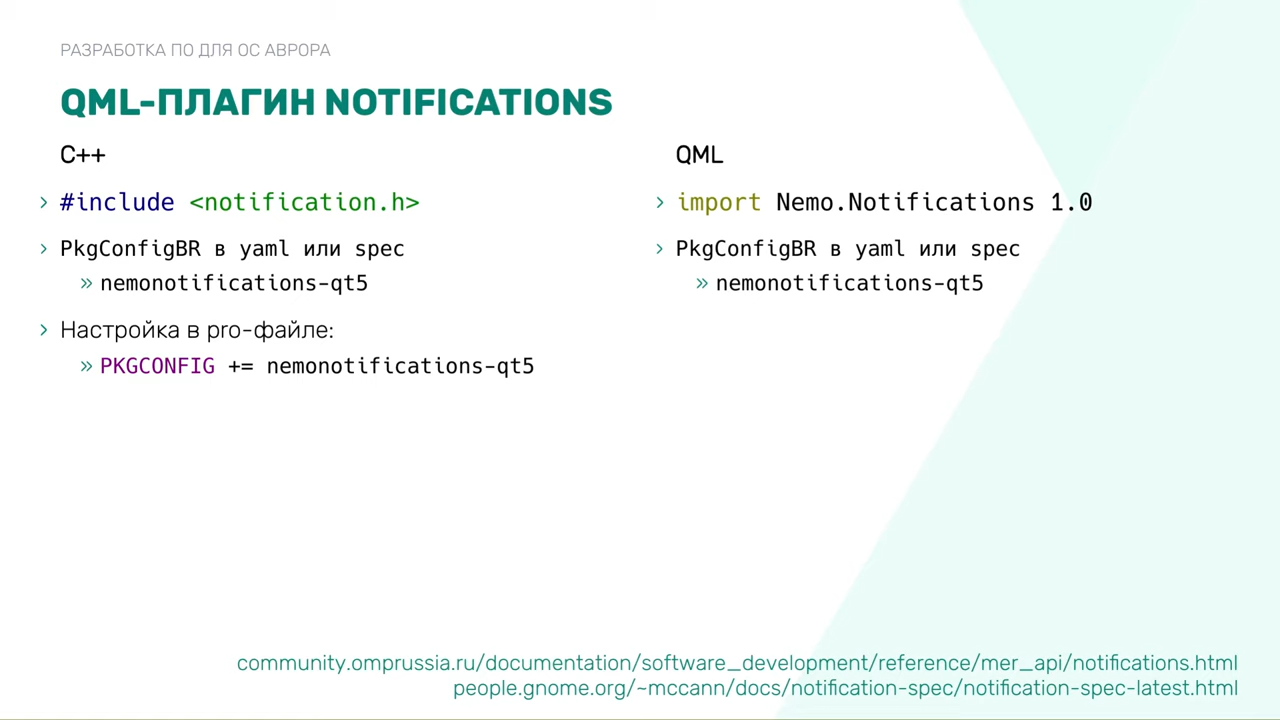 РАЗРАБОТКА ПО ДЛЯ ОС АВРОРА
QML-ПЛАГИН NOTIFICATIONS
C++
› #include <notification.h>
› PkgConfigBR в yaml или spec
» nemonotifications-qt5
› Настройка в pro-файле:
» PKGCONFIG += nemonotifications-qt5
QML
› import Nemo.Notifications 1.0
› PkgConfigBR в yaml или spec
» nemonotifications-qt5
community.omprussia.ru/documentation/software_development/reference/mer_api/notifications.html
people.gnome.org/~mccann/docs/notification-spec/notification-spec-latest.html